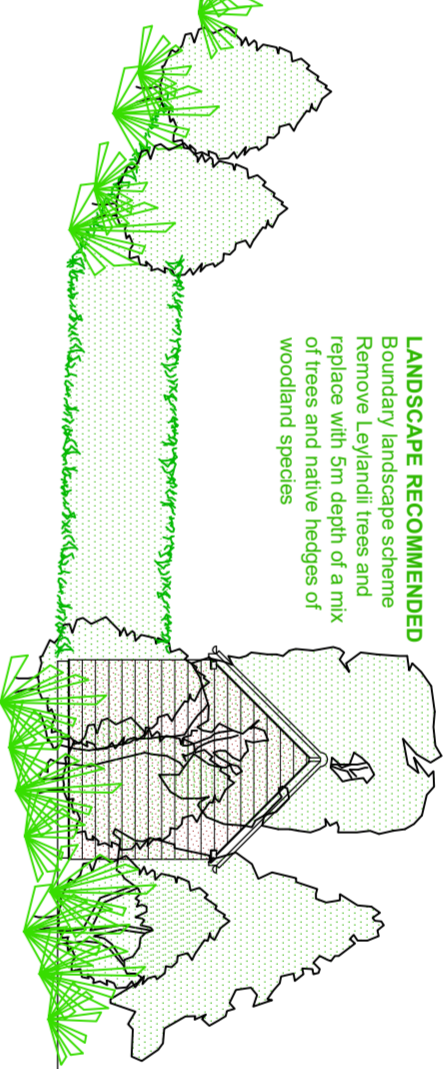 LANDSCAPE RECOMMENDED
Boundary landscape scheme
Remove Leylandii trees and
replace with 5m depth of a mix
of trees and native hedges of
woodland species